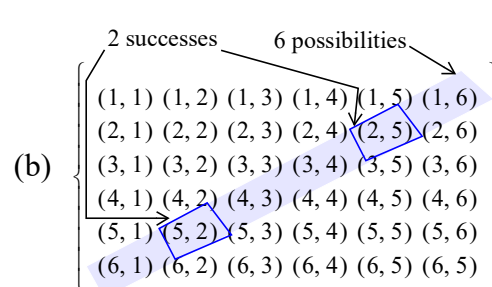 2 successes 6 possibilities
(1, 1) (1, 2) (1, 3) (1, 4) (1, 5) (1, 6)
(2, 1) (2, 2) (2, 3) (2, 4) (2, 5) (2, 6)
(b) (3, 1) (3, 2) (3, 3) (3, 4) (3, 5) (3, 6)
(4, 1) (4, 2) (4, 3) (4, 4) (4, 5) (4, 6)
(5, 1) (5, 2) (5, 3) (5, 4) (5, 5) (5, 6)
(6, 1) (6, 2) (6, 3) (6, 4) (6, 5) (6, 5)